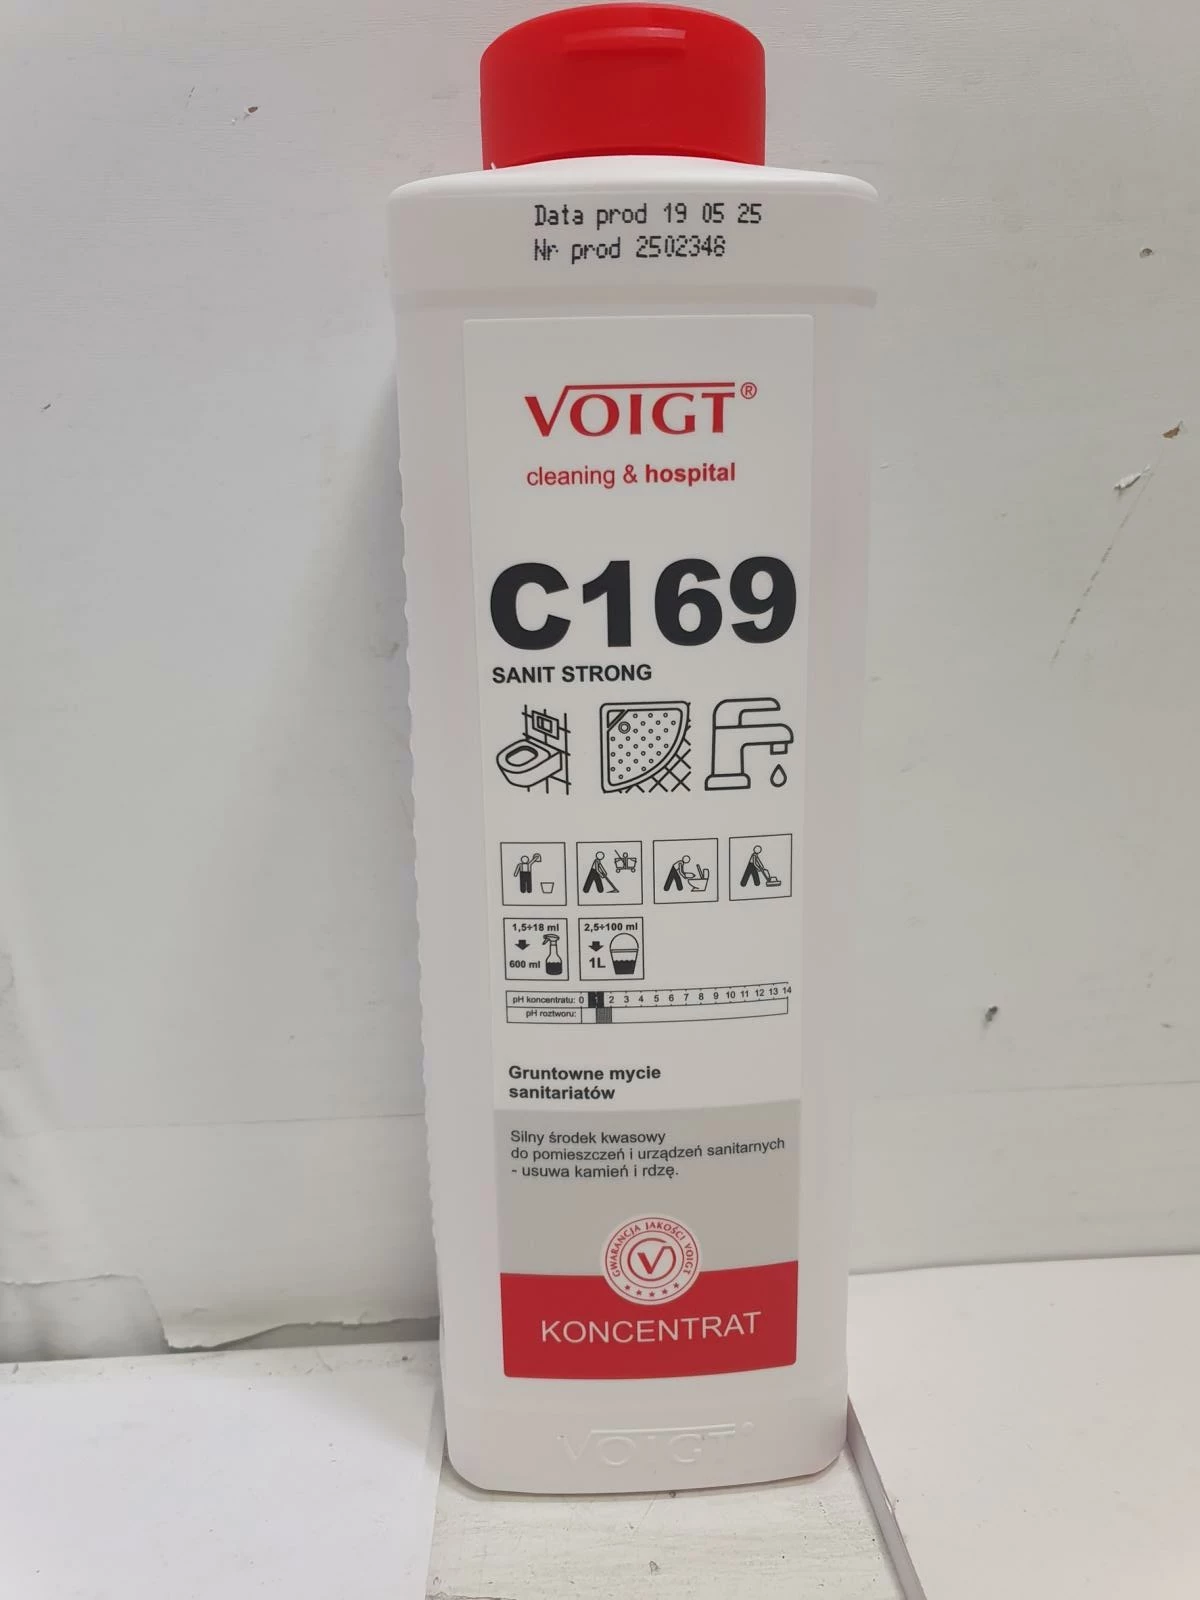 Data prod 19 05 25
Nr prod 2502346
VOIGT®
cleaning & hospital
C169
SANIT STRONG
1,5÷18 ml
600 ml
2,5÷100 ml
1L
pH koncentratu: 0 1 2 3 4 5 6 7 8 9 10 11 12 13 14
pH roztworu:
Gruntowne mycie
sanitariatów
Silny środek kwasowy
do pomieszczeń i urządzeń sanitarnych
- usuwa kamień i rdzę.
GWARANCJA JAKOŚCI VOIGT
V
KONCENTRAT
VOIGT®